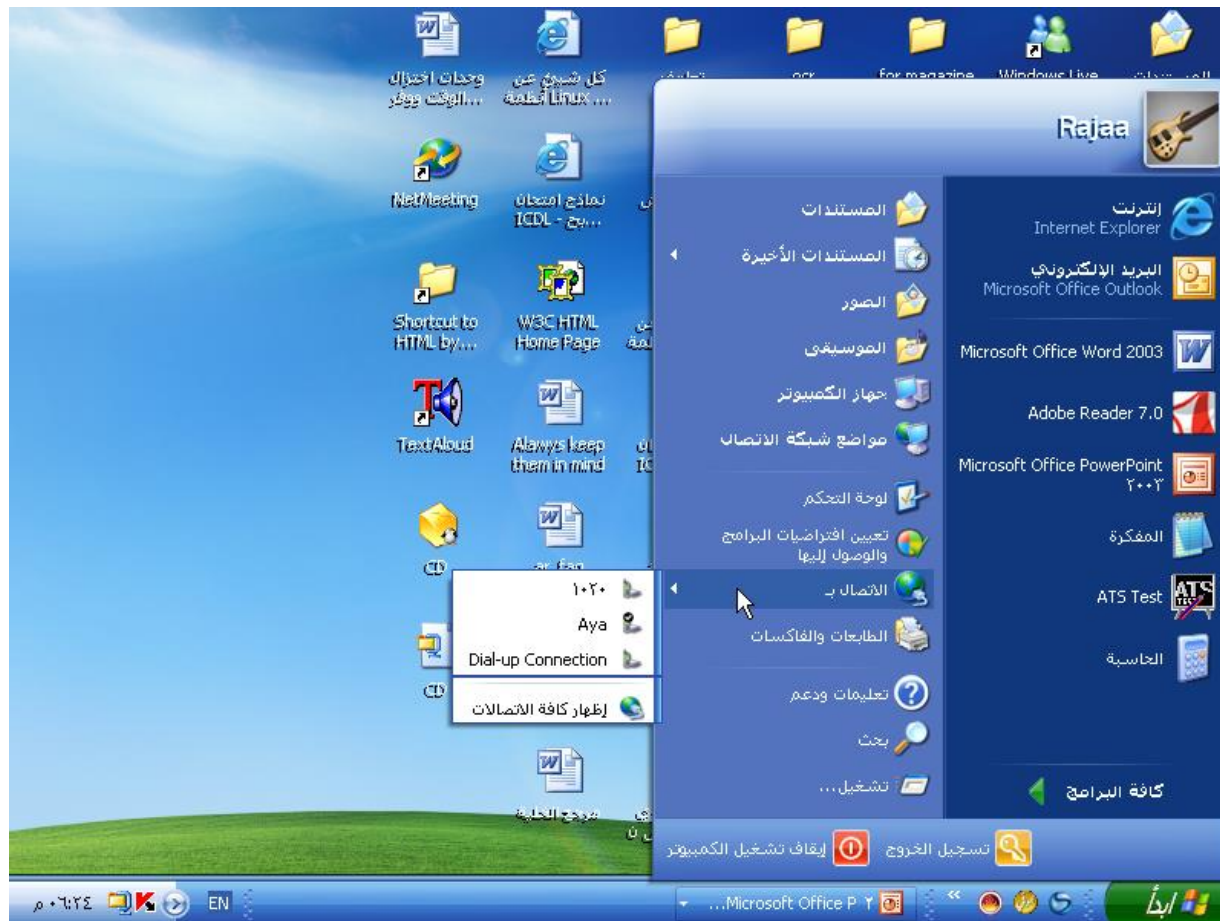 وحدات اختزال
...الوقت ووفر
كل شيئ عن
... Linux أنظمة
for magazine
Windows Live
NetMeeting
نماذج امتحان
ICDL - بج...
Shortcut to
HTML by...
W3C HTML
Home Page
TextAloud
Alawys keep
them in mind
CD
CD
مرجع الخلية
Rajaa
إنترنت
Internet Explorer
البريد الإلكتروني
Microsoft Office Outlook
Microsoft Office Word 2003
Adobe Reader 7.0
Microsoft Office PowerPoint
٢٠٠٣
المفكرة
ATS Test
الحاسبة
كافة البرامج
المستندات
المستندات الأخيرة
الصور
الموسيقى
جهاز الكمبيوتر
مواضع شبكة الاتصال
لوحة التحكم
تعيين افتراضيات البرامج
والوصول إليها
الاتصال بـ
الطابعات والفاكسات
تعليمات ودعم
بحث
تشغيل...
١٠٢٠
Aya
Dial-up Connection
إظهار كافة الاتصالات
تسجيل الخروج
إيقاف تشغيل الكمبيوتر
ابدأ
...Microsoft Office P ٢
EN
٠٦:٢٤ م